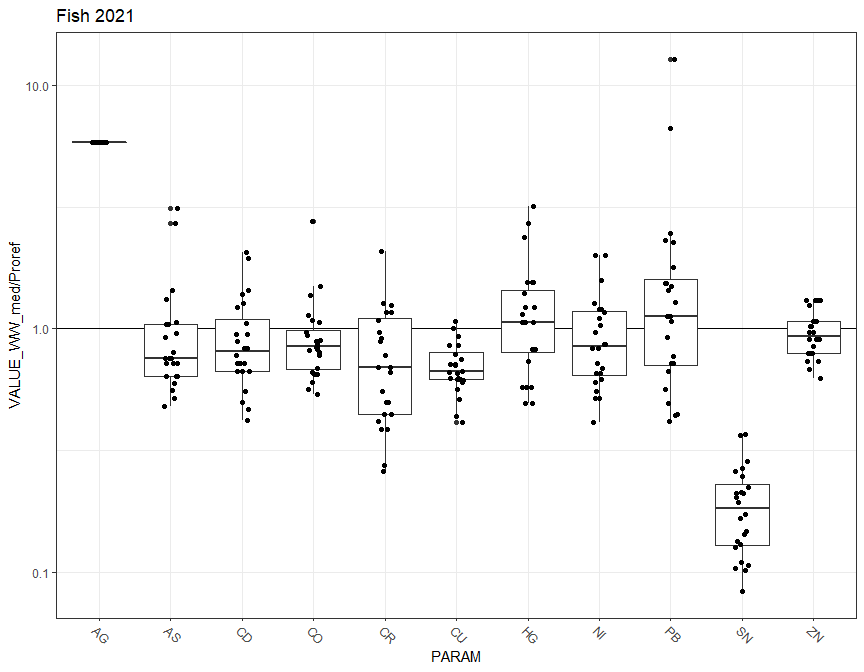 Fish 2021
VALUE_WW_med/Proref
10.0
1.0
0.1
AG AS CD CO CR CU HG NI PB SN ZN
PARAM